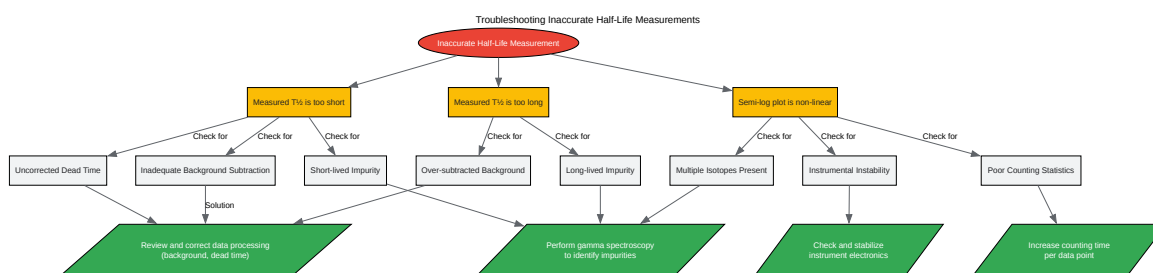 Troubleshooting Inaccurate Half-Life Measurements
Inaccurate Half-Life Measurement
Measured T½ is too short
Measured T½ is too long
Semi-log plot is non-linear
Check for
Check for
Check for
Check for
Check for
Check for
Check for
Check for
Uncorrected Dead Time
Inadequate Background Subtraction
Short-lived Impurity
Over-subtracted Background
Long-lived Impurity
Multiple Isotopes Present
Instrumental Instability
Poor Counting Statistics
Solution
Review and correct data processing
(background, dead time)
Perform gamma spectroscopy
to identify impurities
Check and stabilize
instrument electronics
Increase counting time
per data point